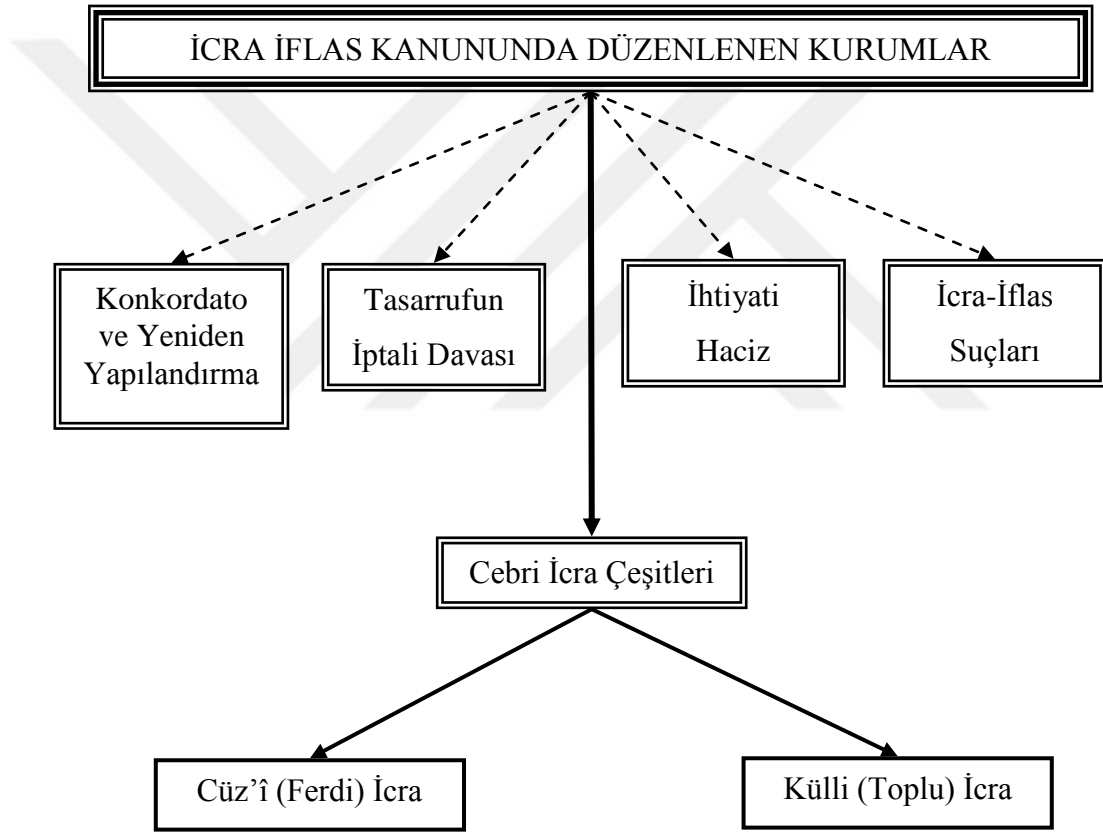 İCRA İFLAS KANUNUNDA DÜZENLENEN KURUMLAR
Konkordato
ve Yeniden
Yapılandırma
Tasarrufun
İptali Davası
İhtiyati
Haciz
İcra-İflas
Suçları
Cebri İcra Çeşitleri
Cüz’î (Ferdi) İcra
Külli (Toplu) İcra